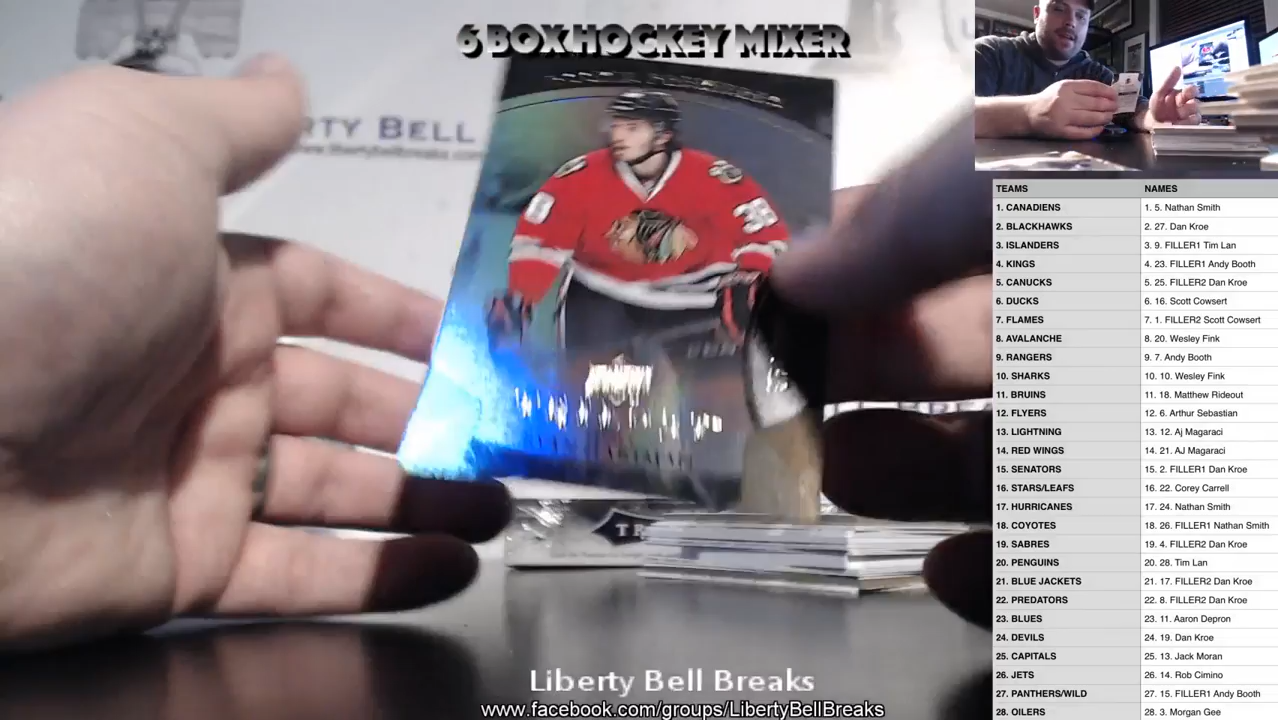 6 BOX HOCKEY MIXER
RTY BELL
www.libertybellbreaks.com
38
TR
TEAMS NAMES
1. CANADIENS 1. 5. Nathan Smith
2. BLACKHAWKS 2. 27. Dan Kroe
3. ISLANDERS 3. 9. FILLER1 Tim Lan
4. KINGS 4. 23. FILLER1 Andy Booth
5. CANUCKS 5. 25. FILLER2 Dan Kroe
6. DUCKS 6. 16. Scott Cowsert
7. FLAMES 7. 1. FILLER2 Scott Cowsert
8. AVALANCHE 8. 20. Wesley Fink
9. RANGERS 9. 7. Andy Booth
10. SHARKS 10. 10. Wesley Fink
11. BRUINS 11. 18. Matthew Rideout
12. FLYERS 12. 6. Arthur Sebastian
13. LIGHTNING 13. 12. Aj Magaraci
14. RED WINGS 14. 21. AJ Magaraci
15. SENATORS 15. 2. FILLER1 Dan Kroe
16. STARS/LEAFS 16. 22. Corey Carrell
17. HURRICANES 17. 24. Nathan Smith
18. COYOTES 18. 26. FILLER1 Nathan Smith
19. SABRES 19. 4. FILLER2 Dan Kroe
20. PENGUINS 20. 28. Tim Lan
21. BLUE JACKETS 21. 17. FILLER2 Dan Kroe
22. PREDATORS 22. 8. FILLER2 Dan Kroe
23. BLUES 23. 11. Aaron Depron
24. DEVILS 24. 19. Dan Kroe
25. CAPITALS 25. 13. Jack Moran
26. JETS 26. 14. Rob Cimino
27. PANTHERS/WILD 27. 15. FILLER1 Andy Booth
28. OILERS 28. 3. Morgan Gee
Liberty Bell Breaks
www.facebook.com/groups/LibertyBellBreaks